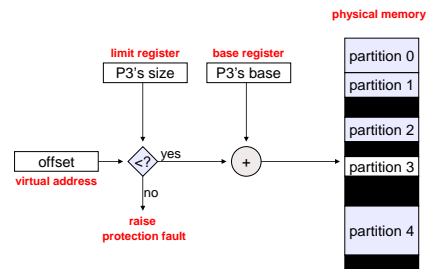 physical memory
limit register
base register
P3's size
P3's base
partition 0
partition 1
partition 2
offset
<?
yes
+
partition 3
virtual address
no
raise
protection fault
partition 4